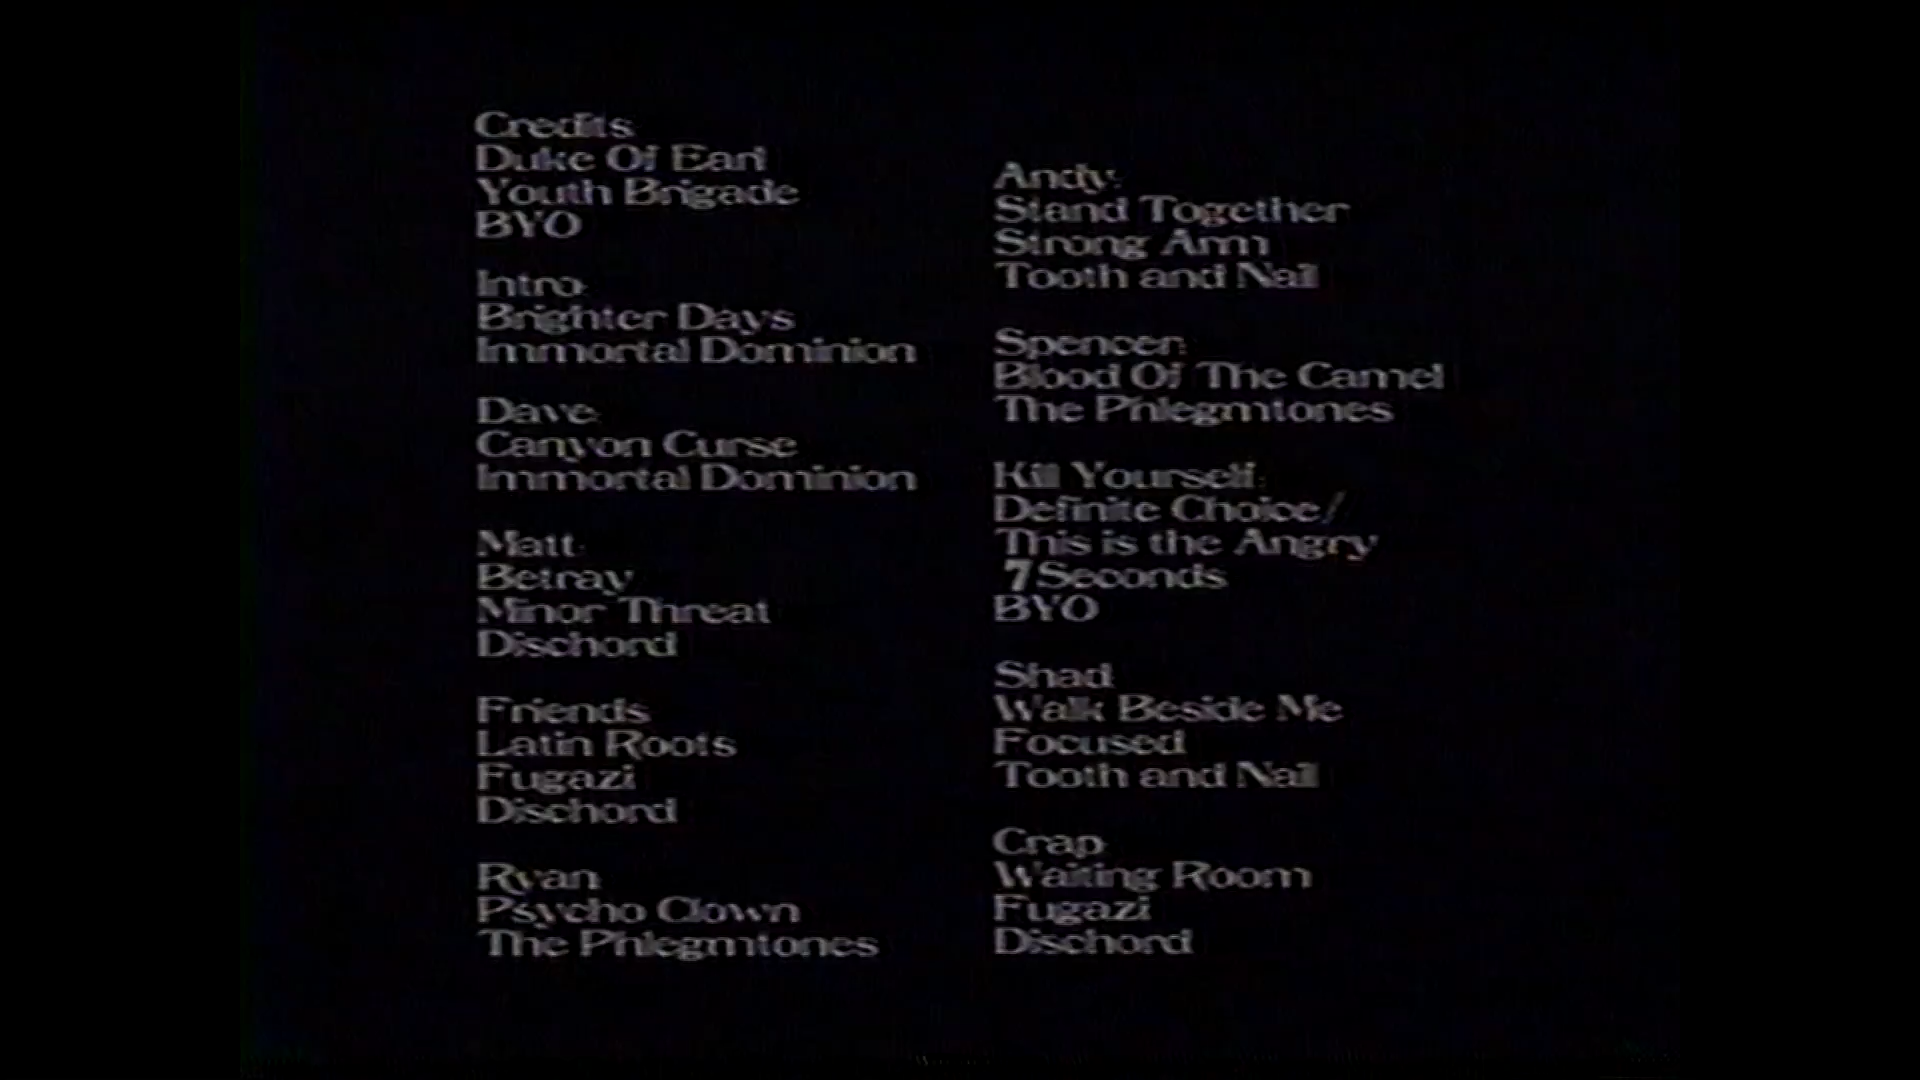 Credits
Duke Of Earl
Youth Brigade
BYO
Intro
Brighter Days
Immortal Dominion
Dave
Canyon Curse
Immortal Dominion
Matt
Betray
Minor Threat
Dischord
Friends
Latin Roots
Fugazi
Dischord
Ryan
Psycho Clown
The Phlegmtones
Andy:
Stand Together
Strong Arm
Tooth and Nail
Spencer:
Blood Of The Camel
The Phlegmtones
Kill Yourself:
Definite Choice/
This is the Angry
7 Seconds
BYO
Shad
Walk Beside Me
Focused
Tooth and Nail
Crap
Waiting Room
Fugazi
Dischord